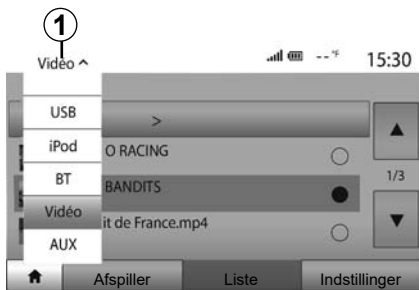 1
Vidéo ^ --°F 15:30
USB
>
iPod
O RACING
BT
1/3
BANDITS
Vidéo
it de France.mp4
AUX
Afspiller Liste Indstillinger